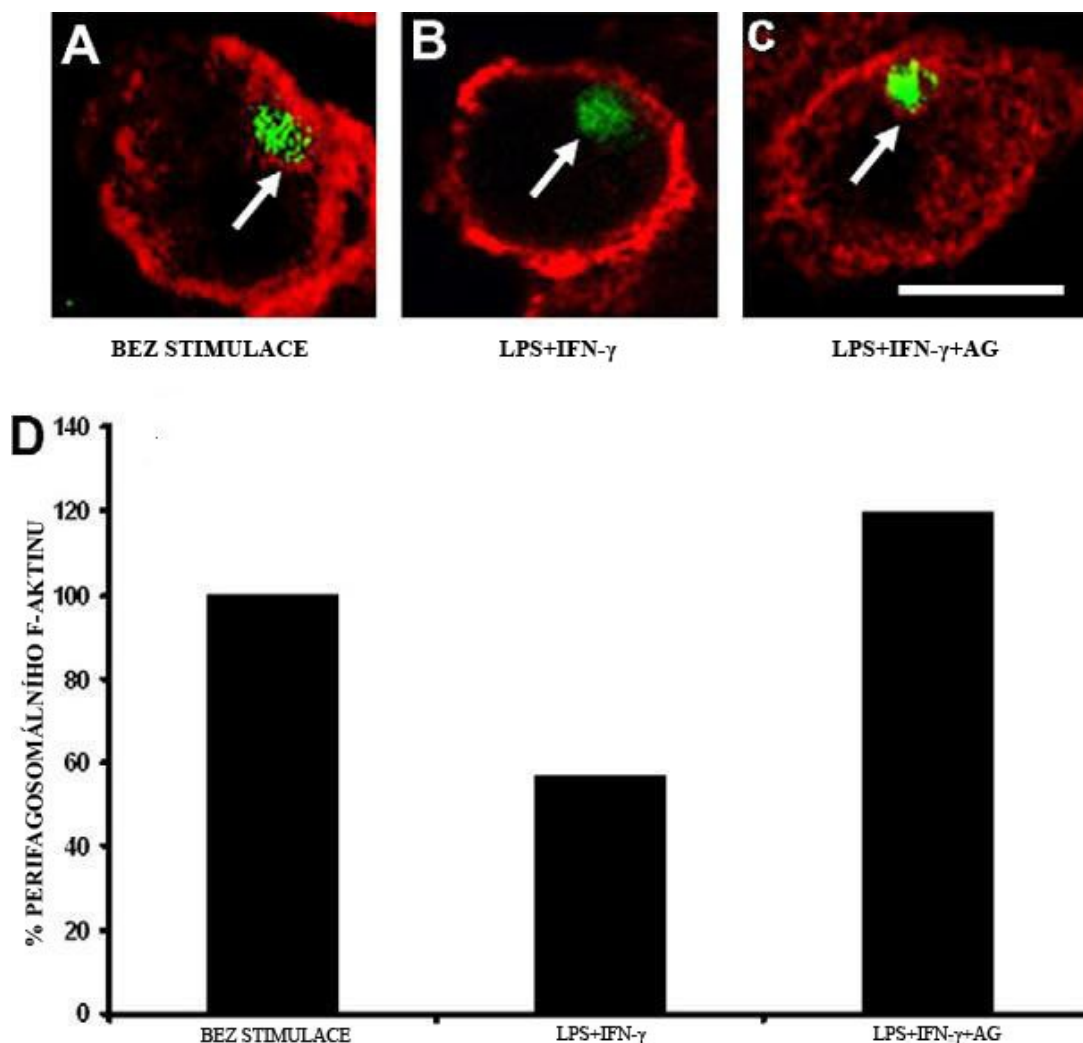 A
B
C
BEZ STIMULACE
LPS+IFN-γ
LPS+IFN-γ+AG
D
% PERIFAGOSOMÁLNÍHO F-AKTINU
140
120
100
80
60
40
20
0
BEZ STIMULACE
LPS+IFN-γ
LPS+IFN-γ+AG